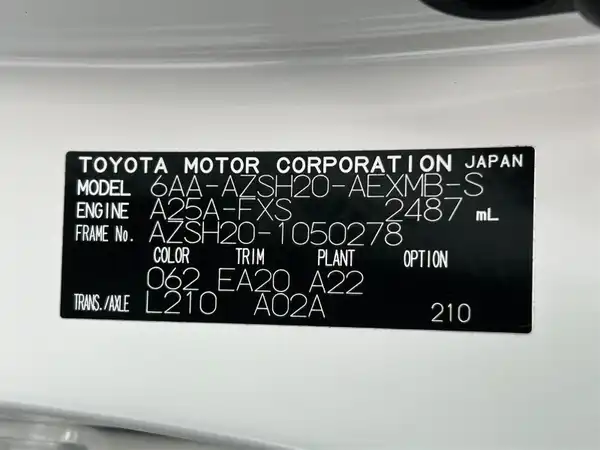 TOYOTA MOTOR CORPORATION JAPAN
MODEL 6AA-AZSH20-AEXMB-S
ENGINE A25A-FXS 2487 mL
FRAME No. AZSH20-1050278
COLOR TRIM PLANT OPTION
062 EA20 A22
TRANS./AXLE L210 A02A 210